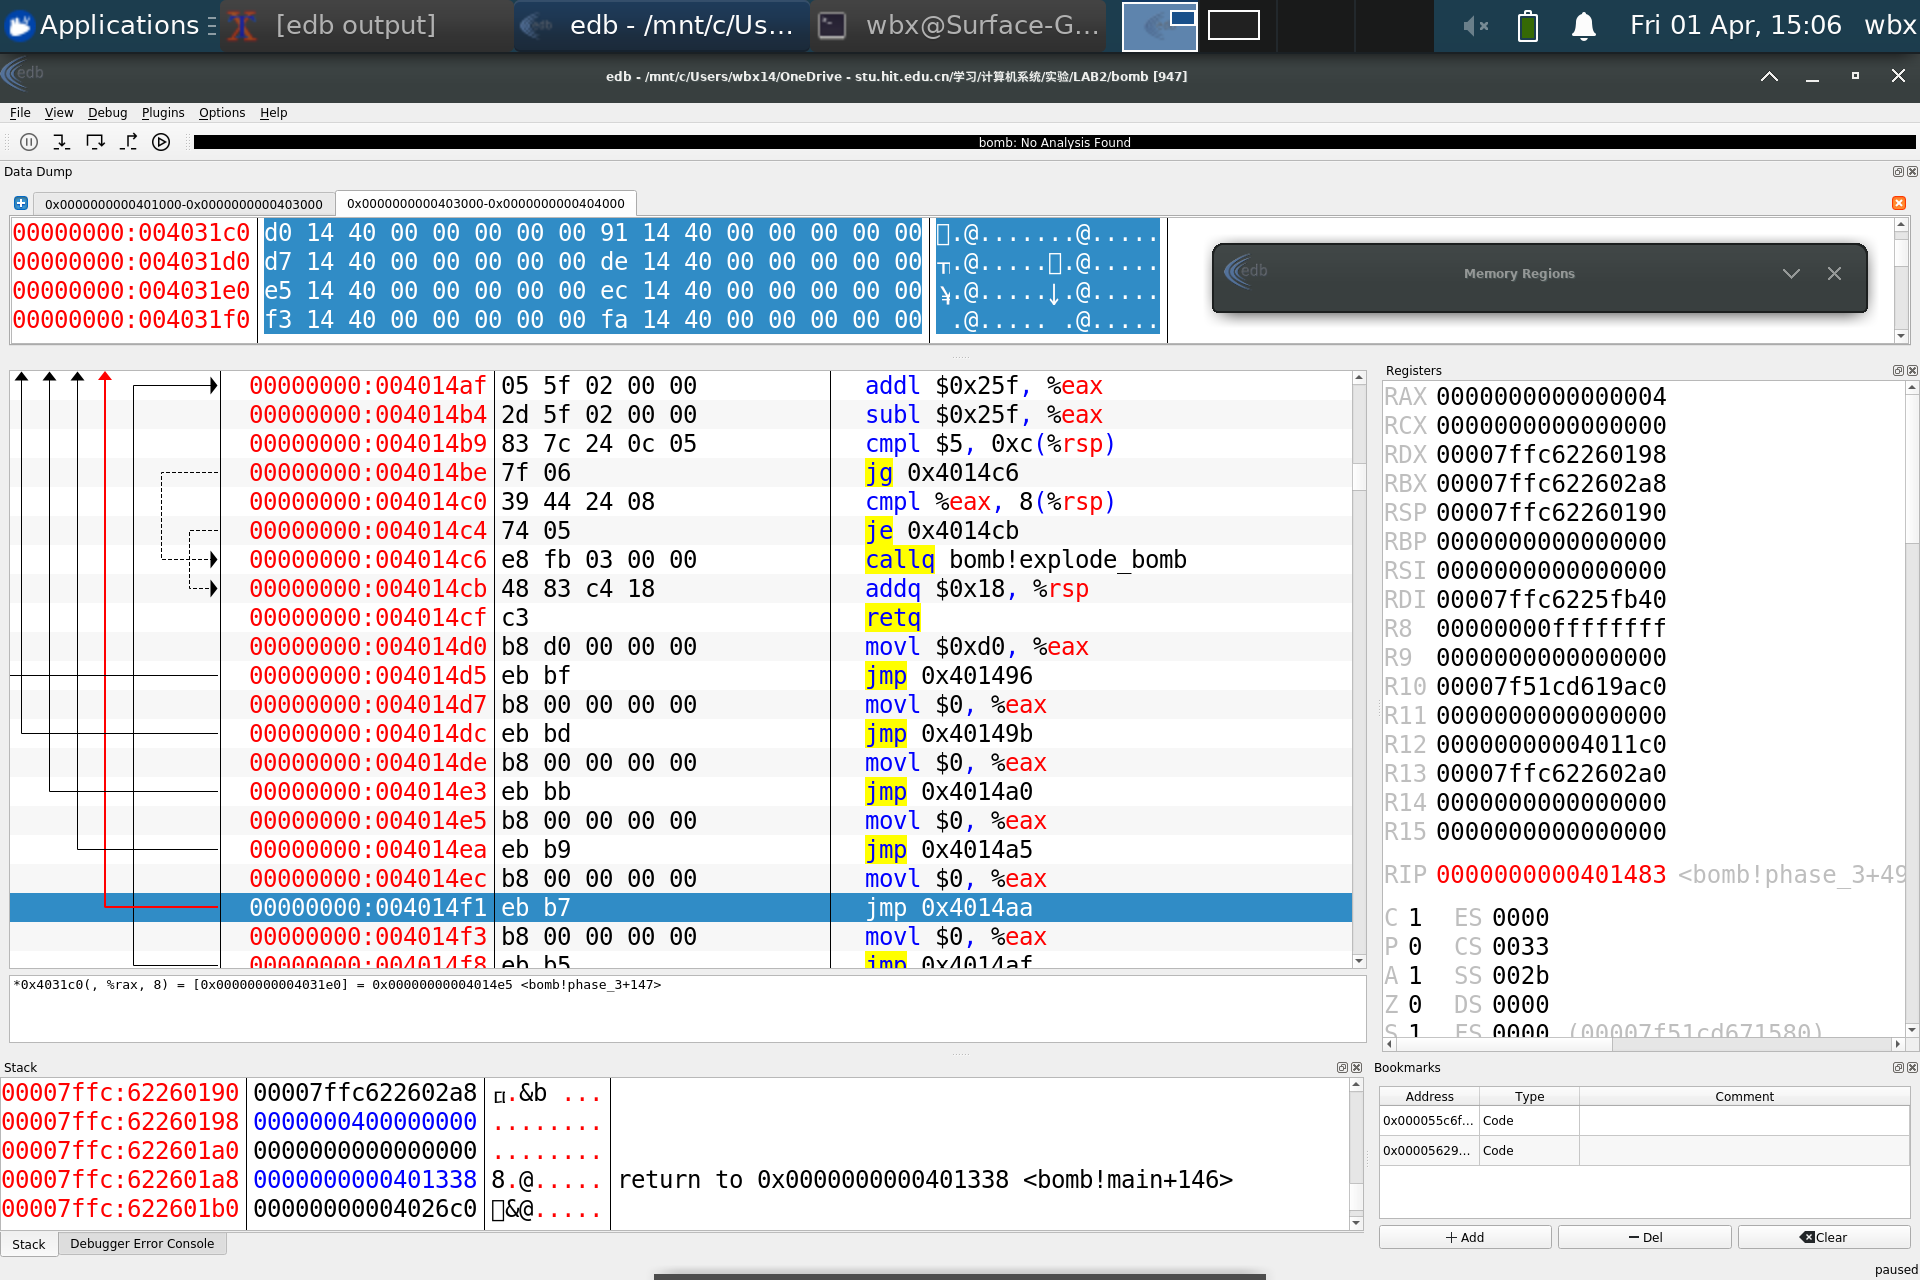 Applications
[edb output]
edb - /mnt/c/Us...
wbx@Surface-G...
Fri 01 Apr, 15:06
wbx
edb
edb - /mnt/c/Users/wbx14/OneDrive - stu.hit.edu.cn/学习/计算机系统/实验/LAB2/bomb [947]
File View Debug Plugins Options Help
bomb: No Analysis Found
Data Dump
0x0000000000401000-0x0000000000403000
0x0000000000403000-0x0000000000404000
00000000:004031c0 d0 14 40 00 00 00 00 00 91 14 40 00 00 00 00 00 .@.......@.....
00000000:004031d0 d7 14 40 00 00 00 00 00 de 14 40 00 00 00 00 00 .@..... .@.....
00000000:004031e0 e5 14 40 00 00 00 00 00 ec 14 40 00 00 00 00 00 .@.....↓.@.....
00000000:004031f0 f3 14 40 00 00 00 00 00 fa 14 40 00 00 00 00 00 .@..... .@.....
edb
Memory Regions
00000000:004014af 05 5f 02 00 00 addl $0x25f, %eax
00000000:004014b4 2d 5f 02 00 00 subl $0x25f, %eax
00000000:004014b9 83 7c 24 0c 05 cmpl $5, 0xc(%rsp)
00000000:004014be 7f 06 jg 0x4014c6
00000000:004014c0 39 44 24 08 cmpl %eax, 8(%rsp)
00000000:004014c4 74 05 je 0x4014cb
00000000:004014c6 e8 fb 03 00 00 callq bomb!explode_bomb
00000000:004014cb 48 83 c4 18 addq $0x18, %rsp
00000000:004014cf c3 retq
00000000:004014d0 b8 d0 00 00 00 movl $0xd0, %eax
00000000:004014d5 eb bf jmp 0x401496
00000000:004014d7 b8 00 00 00 00 movl $0, %eax
00000000:004014dc eb bd jmp 0x40149b
00000000:004014de b8 00 00 00 00 movl $0, %eax
00000000:004014e3 eb bb jmp 0x4014a0
00000000:004014e5 b8 00 00 00 00 movl $0, %eax
00000000:004014ea eb b9 jmp 0x4014a5
00000000:004014ec b8 00 00 00 00 movl $0, %eax
00000000:004014f1 eb b7 jmp 0x4014aa
00000000:004014f3 b8 00 00 00 00 movl $0, %eax
00000000:004014f8 eb b5 jmp 0x4014af
*0x4031c0(, %rax, 8) = [0x00000000004031e0] = 0x00000000004014e5 <bomb!phase_3+147>
Registers
RAX 0000000000000004
RCX 0000000000000000
RDX 00007ffc62260198
RBX 00007ffc622602a8
RSP 00007ffc62260190
RBP 0000000000000000
RSI 0000000000000000
RDI 00007ffc6225fb40
R8 00000000ffffffff
R9 0000000000000000
R10 00007f51cd619ac0
R11 0000000000000000
R12 00000000004011c0
R13 00007ffc622602a0
R14 0000000000000000
R15 0000000000000000
RIP 0000000000401483 <bomb!phase_3+49
C 1 ES 0000
P 0 CS 0033
A 1 SS 002b
Z 0 DS 0000
S 1 FS 0000 (00007f51cd671580)
Stack
00007ffc:62260190 00007ffc622602a8 .&b ...
00007ffc:62260198 0000000400000000 ........
00007ffc:622601a0 0000000000000000 ........
00007ffc:622601a8 0000000000401338 8.@..... return to 0x0000000000401338 <bomb!main+146>
00007ffc:622601b0 00000000004026c0 &@.....
Stack
Debugger Error Console
Bookmarks
Address Type Comment
0x000055c6f... Code
0x00005629... Code
Add
Del
Clear
paused